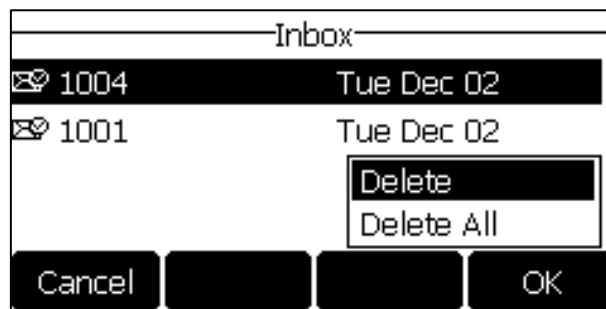 Inbox
1004 Tue Dec 02
1001 Tue Dec 02
Delete
Delete All
Cancel OK